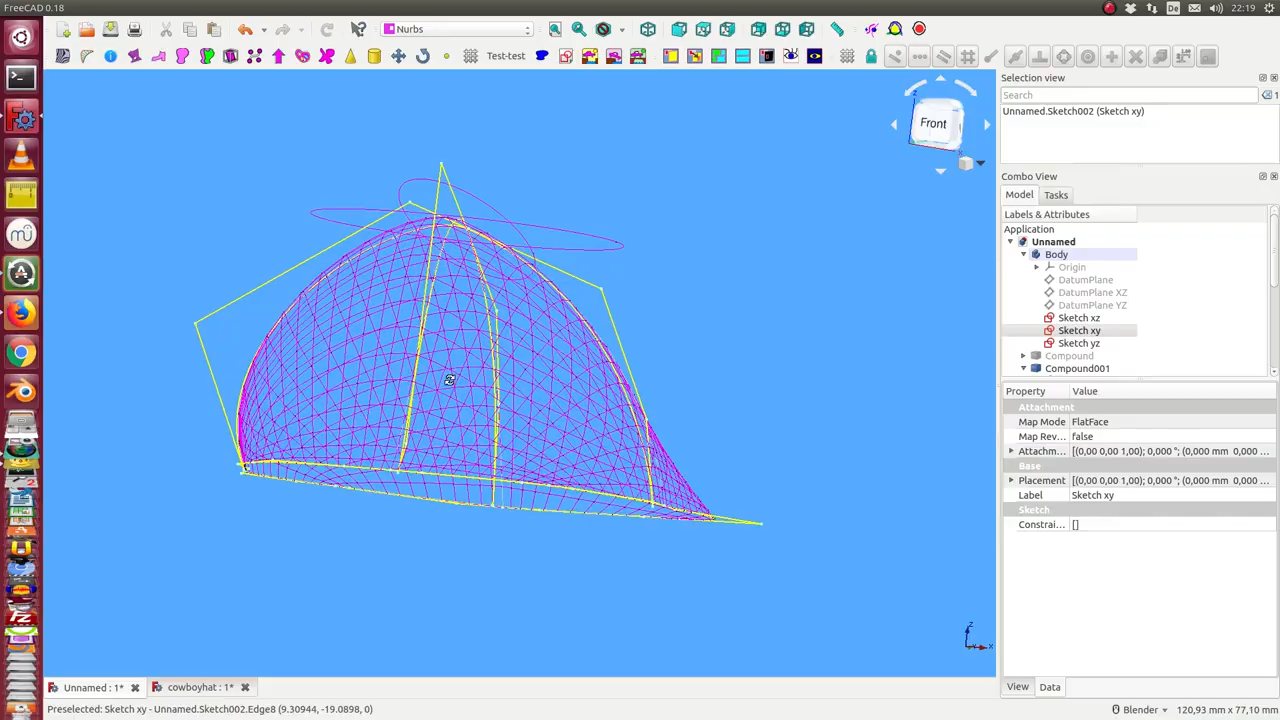 FreeCAD 0.18
De
22:19
Nurbs
Test-test
Front
Z
X
Z
X
Selection view
Search
1
Unnamed.Sketch002 (Sketch xy)
Combo View
Model
Tasks
Labels & Attributes
Application
Unnamed
Body
Origin
DatumPlane
DatumPlane XZ
DatumPlane YZ
Sketch xz
Sketch xy
Sketch yz
Compound
Compound001
Property
Value
Attachment
Map Mode
FlatFace
Map Rev...
false
Attachm...
[(0,00 0,00 1,00); 0,000 °; (0,000 mm 0,000 ...
Base
Placement
[(0,00 0,00 1,00); 0,000 °; (0,000 mm 0,000 ...
Label
Sketch xy
Sketch
Constrai...
[]
View
Data
Unnamed : 1*
cowboyhat : 1*
Preselected: Sketch xy - Unnamed.Sketch002.Edge8 (9.30944, -19.0898, 0)
Blender
120,93 mm x 77,10 mm